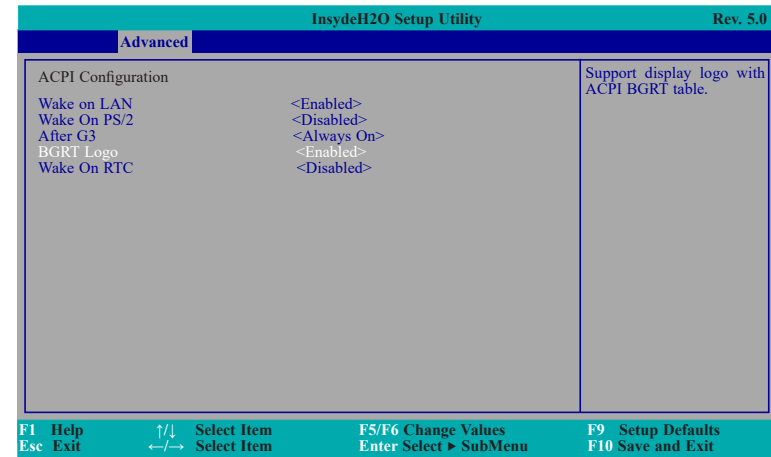 InsydeH2O Setup Utility Rev. 5.0
Advanced
ACPI Configuration
Wake on LAN <Enabled>
Wake On PS/2 <Disabled>
After G3 <Always On>
BGRT Logo <Enabled>
Wake On RTC <Disabled>
Support display logo with
ACPI BGRT table.
F1 Help ↑/↓ Select Item F5/F6 Change Values F9 Setup Defaults
Esc Exit ←/→ Select Item Enter Select ▶ SubMenu F10 Save and Exit